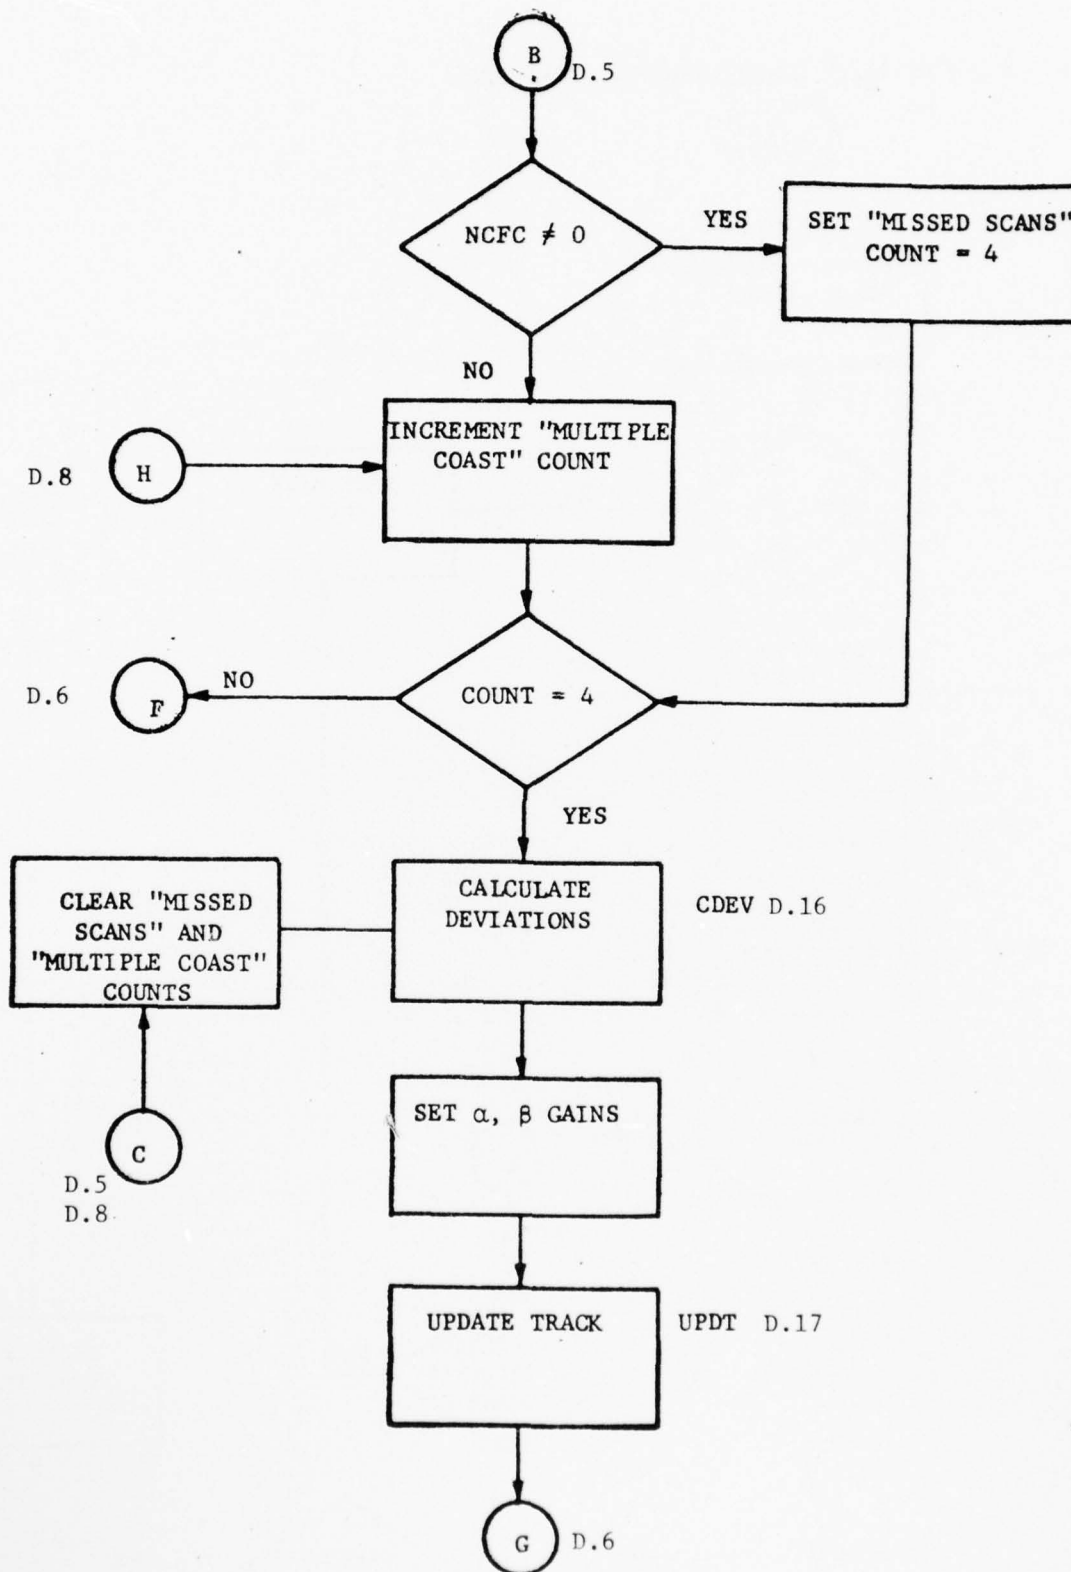 B
D.5
NCFC ≠ 0
YES
SET "MISSED SCANS"
COUNT = 4
NO
INCREMENT "MULTIPLE
COAST" COUNT
D.8
H
D.6
F
NO
COUNT = 4
YES
CLEAR "MISSED
SCANS" AND
"MULTIPLE COAST"
COUNTS
CALCULATE
DEVIATIONS
CDEV D.16
SET α, β GAINS
C
D.5
D.8
UPDATE TRACK
UPDT D.17
G
D.6